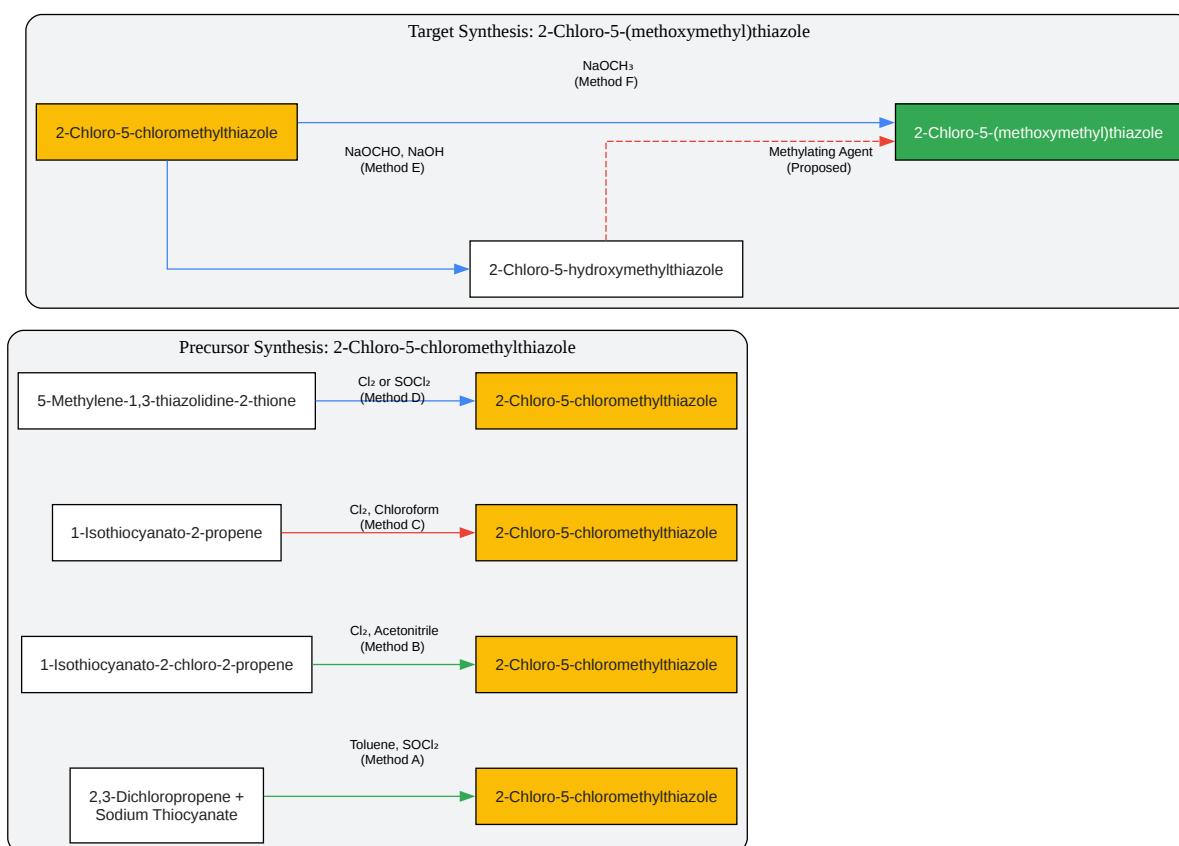 Target Synthesis: 2-Chloro-5-(methoxymethyl)thiazole
NaOCH₃
(Method F)
2-Chloro-5-chloromethylthiazole
2-Chloro-5-(methoxymethyl)thiazole
NaOCHO, NaOH
(Method E)
Methylating Agent
(Proposed)
2-Chloro-5-hydroxymethylthiazole
Precursor Synthesis: 2-Chloro-5-chloromethylthiazole
5-Methylene-1,3-thiazolidine-2-thione
Cl₂ or SOCl₂
(Method D)
2-Chloro-5-chloromethylthiazole
1-Isothiocyanato-2-propene
Cl₂, Chloroform
(Method C)
2-Chloro-5-chloromethylthiazole
1-Isothiocyanato-2-chloro-2-propene
Cl₂, Acetonitrile
(Method B)
2-Chloro-5-chloromethylthiazole
2,3-Dichloropropene +
Sodium Thiocyanate
Toluene, SOCl₂
(Method A)
2-Chloro-5-chloromethylthiazole